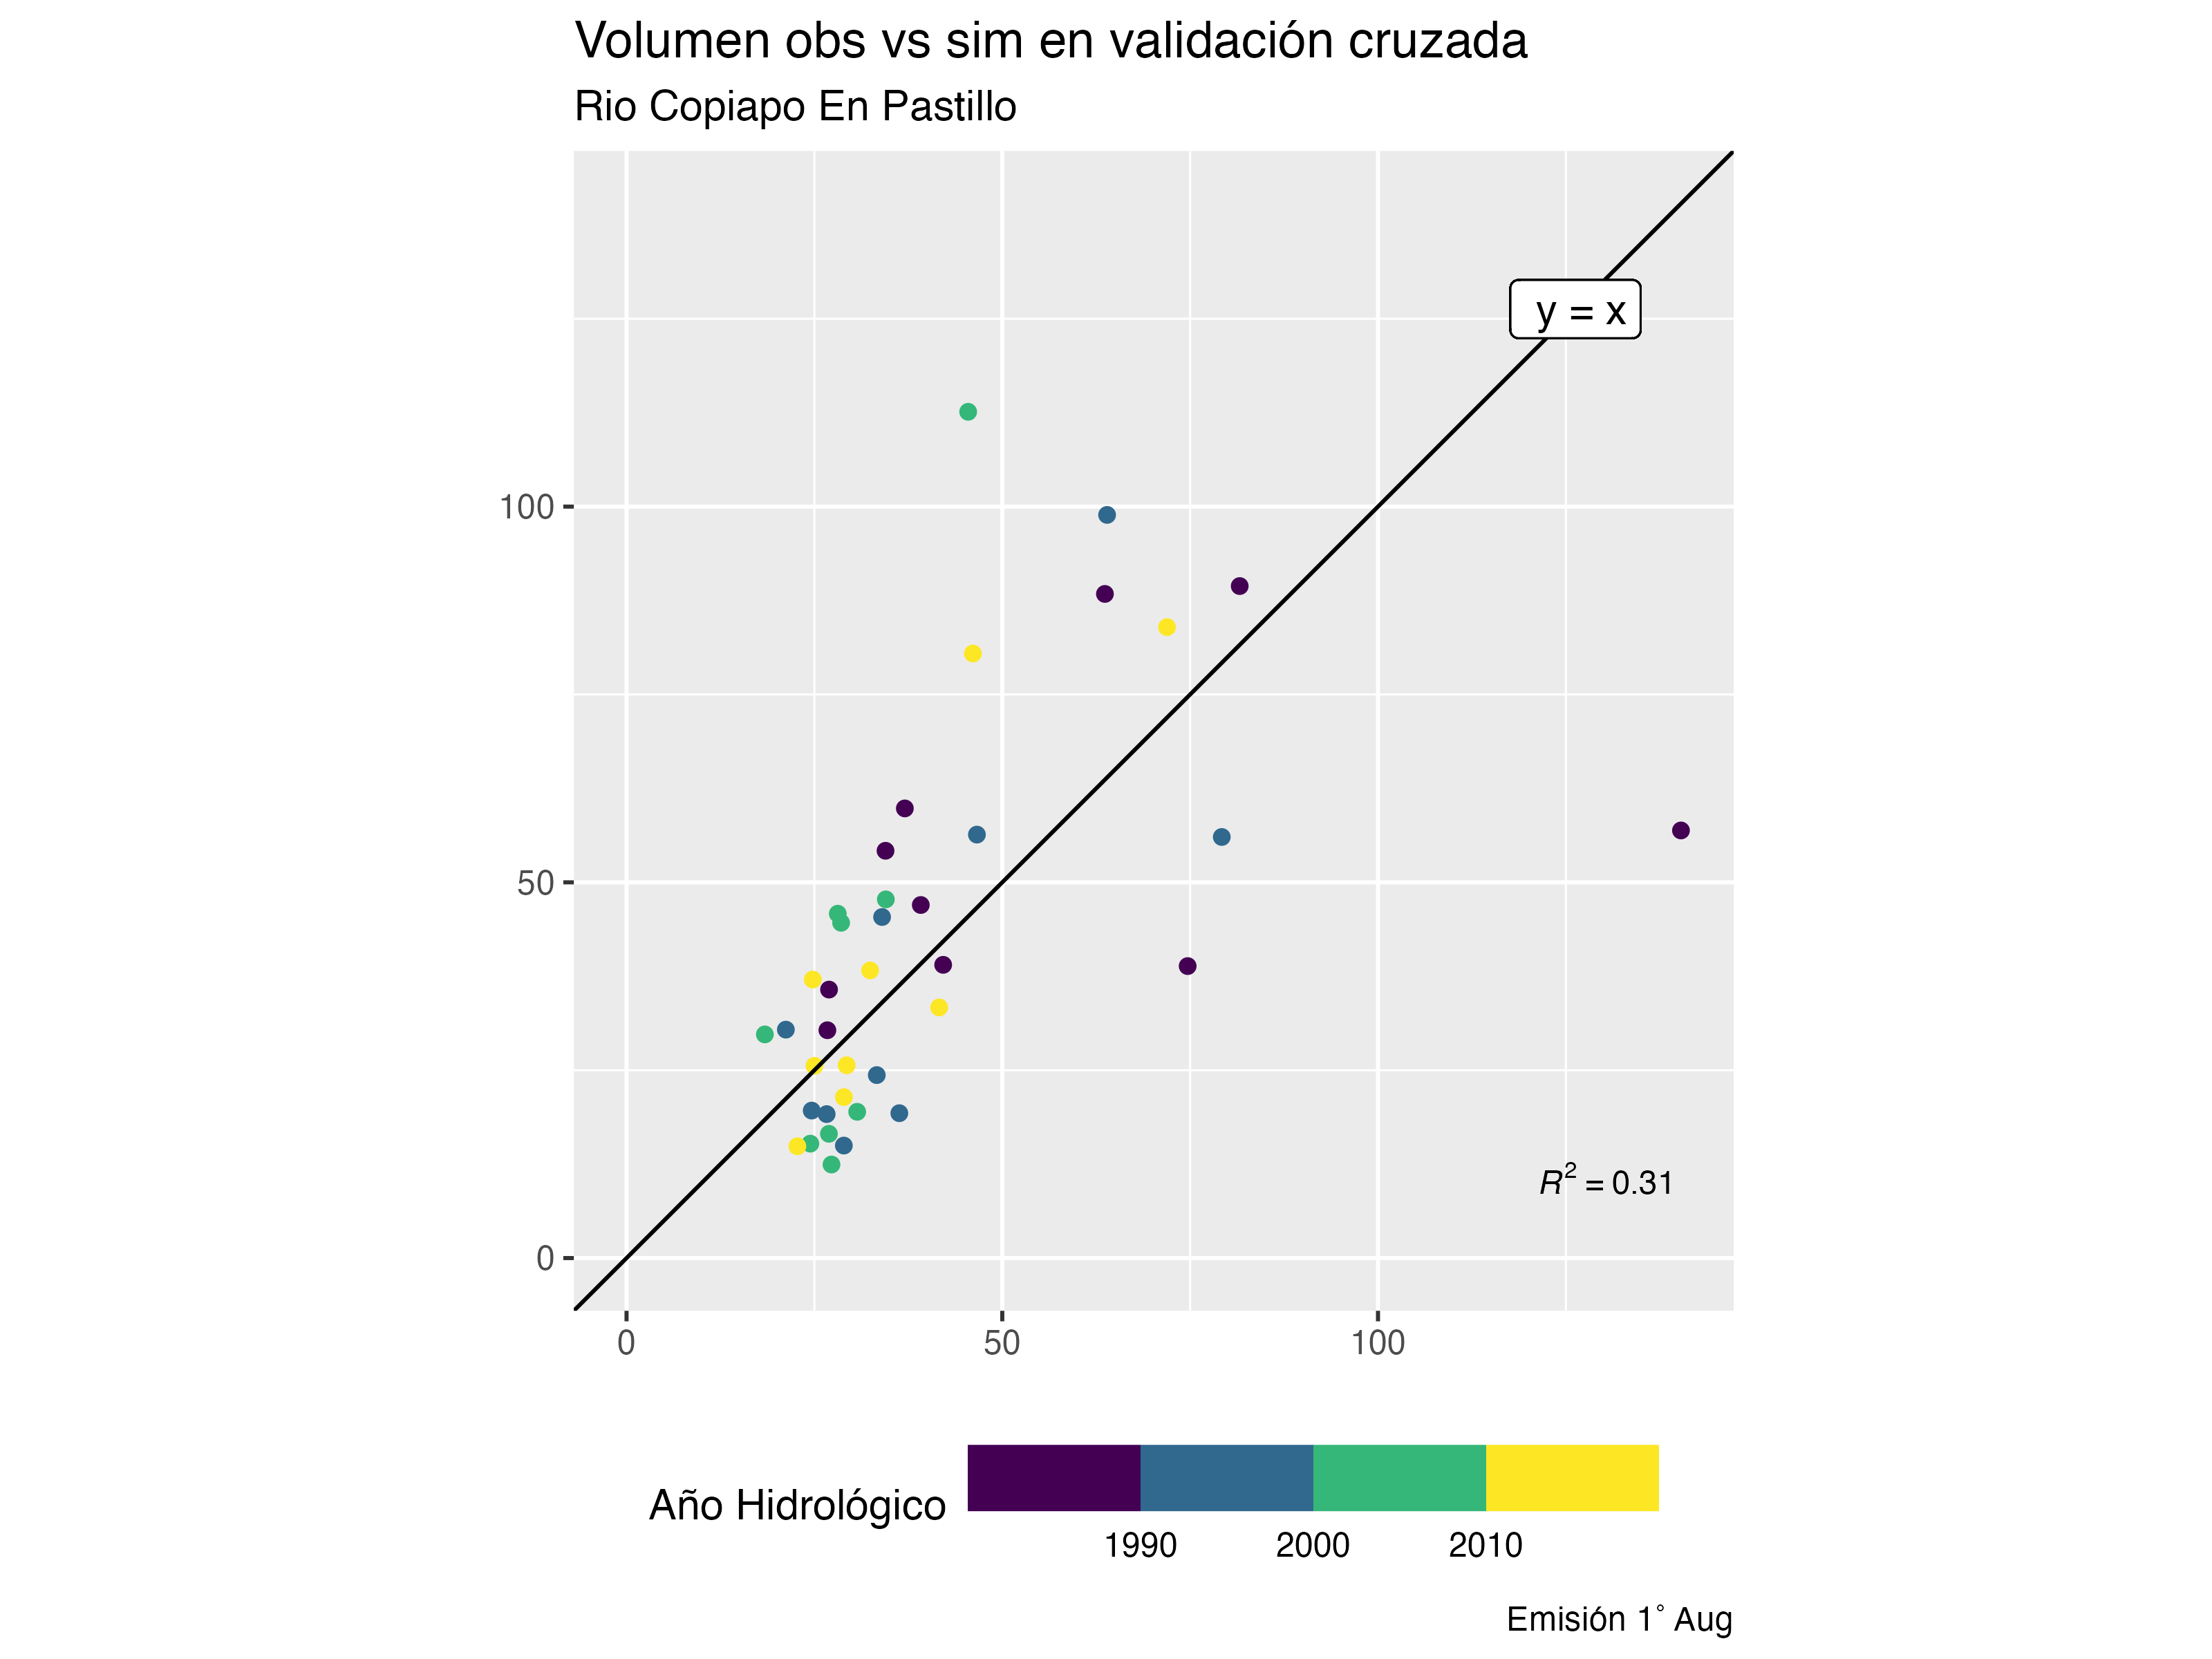 Volumen obs vs sim en validación cruzada
Rio Copiapo En Pastillo
y = x
100
50
R² = 0.31
0
0 50 100
Año Hidrológico
1990 2000 2010
Emisión 1° Aug